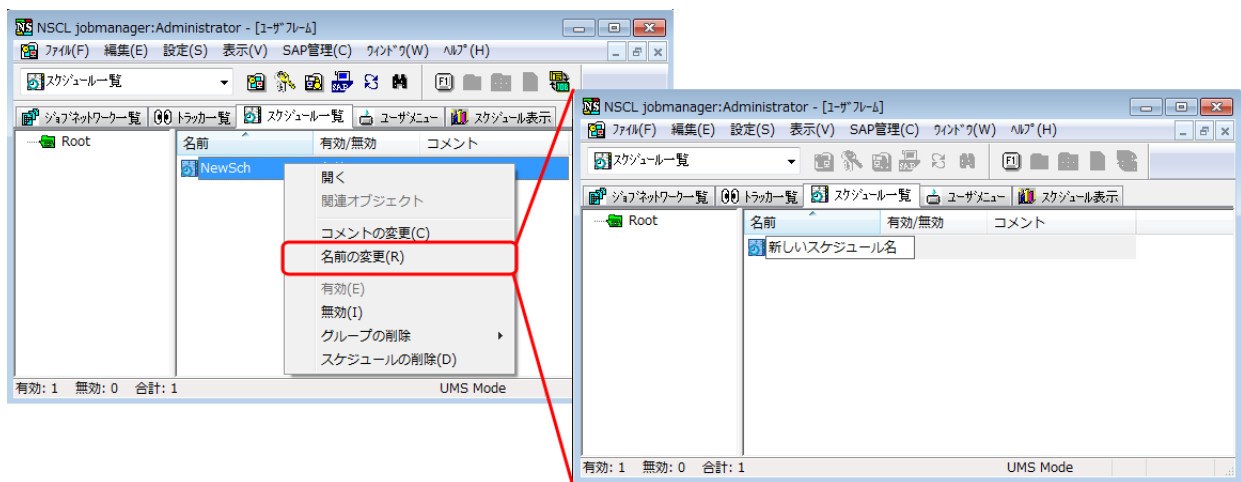 NSCL jobmanager:Administrator - [ﾕｰｻﾞﾌﾚｰﾑ]
ﾌｧｲﾙ(F) 編集(E) 設定(S) 表示(V) SAP管理(C) ｳｨﾝﾄﾞｳ(W) ﾍﾙﾌﾟ(H)
ｽｹｼﾞｭｰﾙ一覧
ｼﾞｮﾌﾞﾈｯﾄﾜｰｸ一覧 ﾄﾗｯｶ一覧 ｽｹｼﾞｭｰﾙ一覧 ﾕｰｻﾞﾒﾆｭｰ ｽｹｼﾞｭｰﾙ表示
Root
名前 有効/無効 コメント
NewSch
開く
関連オブジェクト
コメントの変更(C)
名前の変更(R)
有効(E)
無効(I)
グループの削除
スケジュールの削除(D)
有効: 1 無効: 0 合計: 1 UMS Mode
NSCL jobmanager:Administrator - [ﾕｰｻﾞﾌﾚｰﾑ]
ﾌｧｲﾙ(F) 編集(E) 設定(S) 表示(V) SAP管理(C) ｳｨﾝﾄﾞｳ(W) ﾍﾙﾌﾟ(H)
ｽｹｼﾞｭｰﾙ一覧
ｼﾞｮﾌﾞﾈｯﾄﾜｰｸ一覧 ﾄﾗｯｶ一覧 ｽｹｼﾞｭｰﾙ一覧 ﾕｰｻﾞﾒﾆｭｰ ｽｹｼﾞｭｰﾙ表示
Root
名前 有効/無効 コメント
新しいスケジュール名
有効: 1 無効: 0 合計: 1 UMS Mode